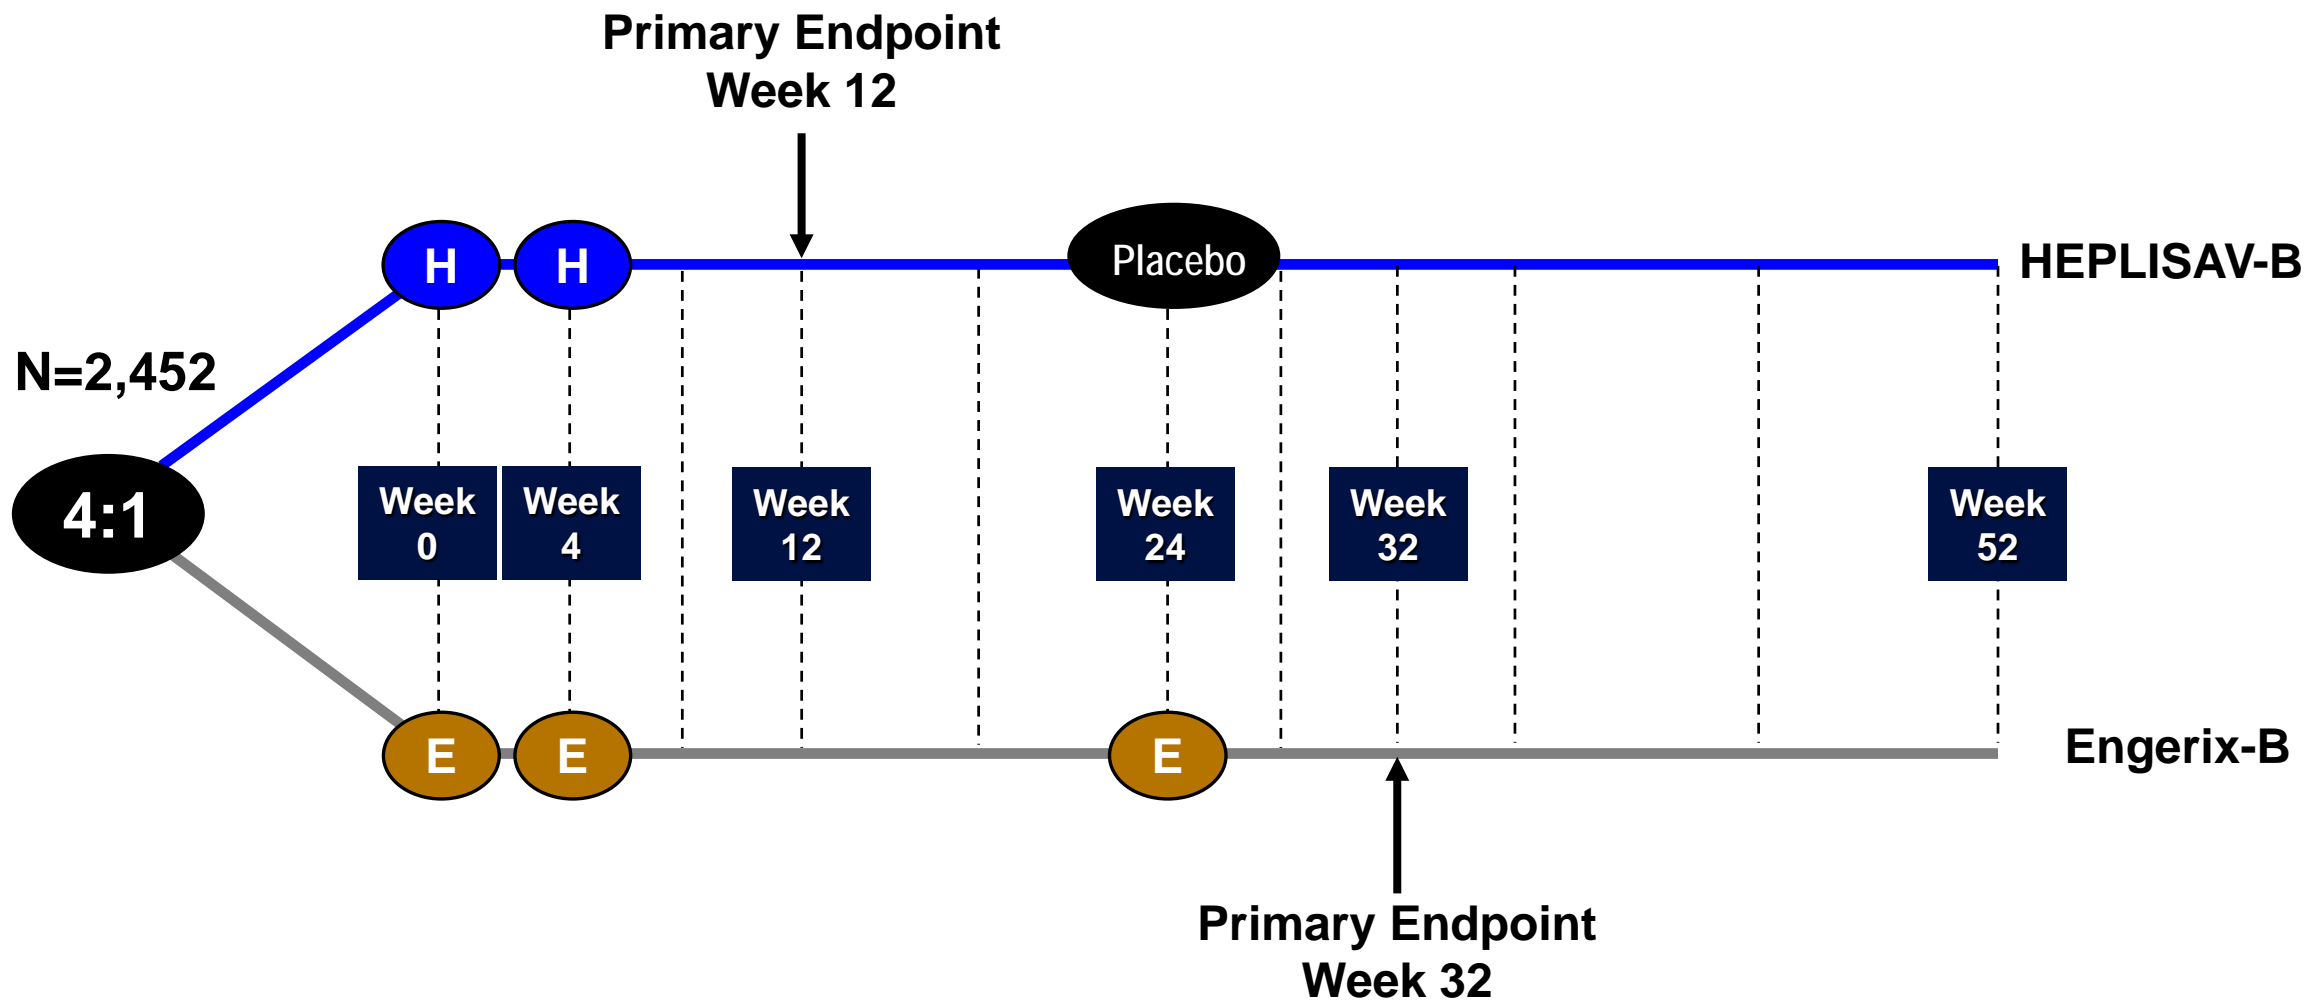 Primary Endpoint
Week 12
H
H
Placebo
HEPLISAV-B
N=2,452
4:1
Week
0
Week
4
Week
12
Week
24
Week
32
Week
52
E
E
E
Engerix-B
Primary Endpoint
Week 32